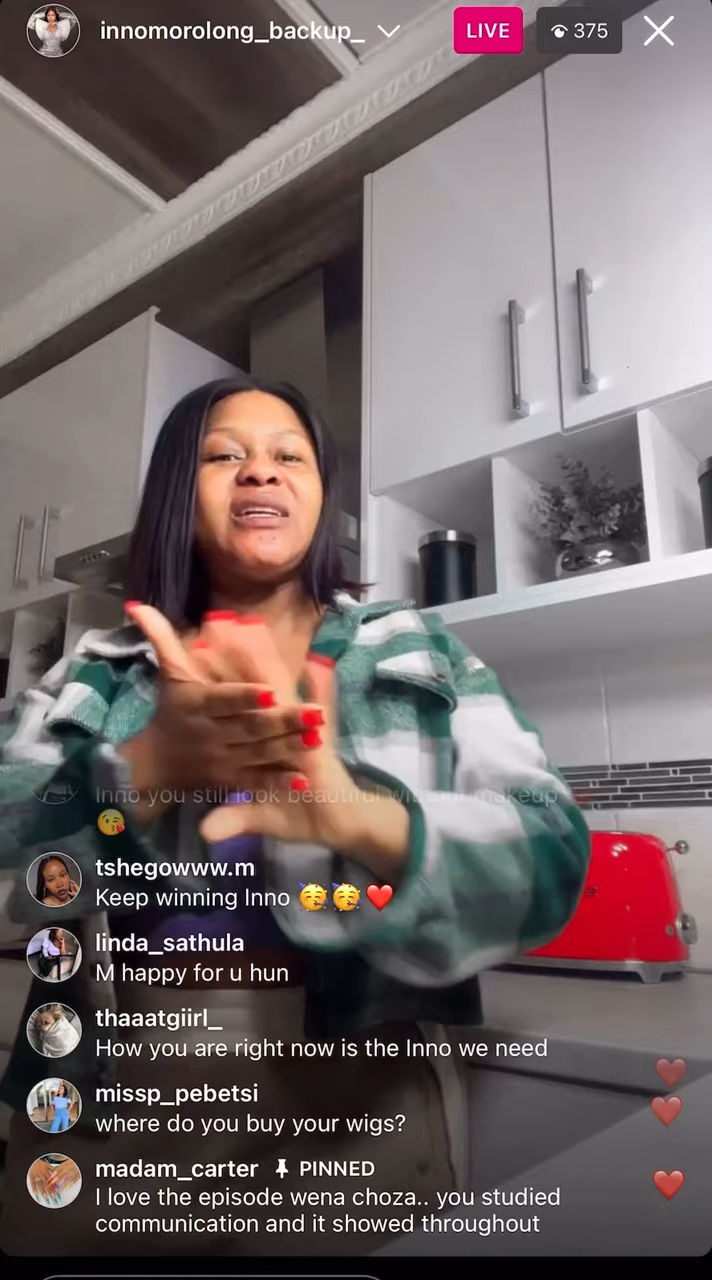 innomorolong_backup_
LIVE
375
Inno you still look beautiful without makeup
😘
tshegowww.m
Keep winning Inno 🥳🥳❤️
linda_sathula
M happy for u hun
thaaatgiirl_
How you are right now is the Inno we need
missp_pebetsi
where do you buy your wigs?
madam_carter PINNED
I love the episode wena choza.. you studied
communication and it showed throughout